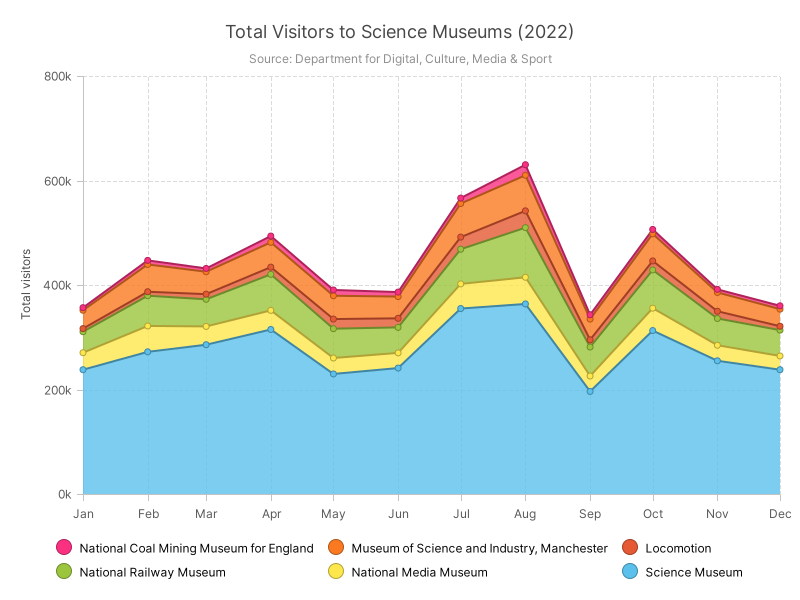 Total Visitors to Science Museums (2022)
Source: Department for Digital, Culture, Media & Sport
800k
600k
400k
200k
0k
Total visitors
Jan Feb Mar Apr May Jun Jul Aug Sep Oct Nov Dec
National Coal Mining Museum for England Museum of Science and Industry, Manchester Locomotion
National Railway Museum National Media Museum Science Museum